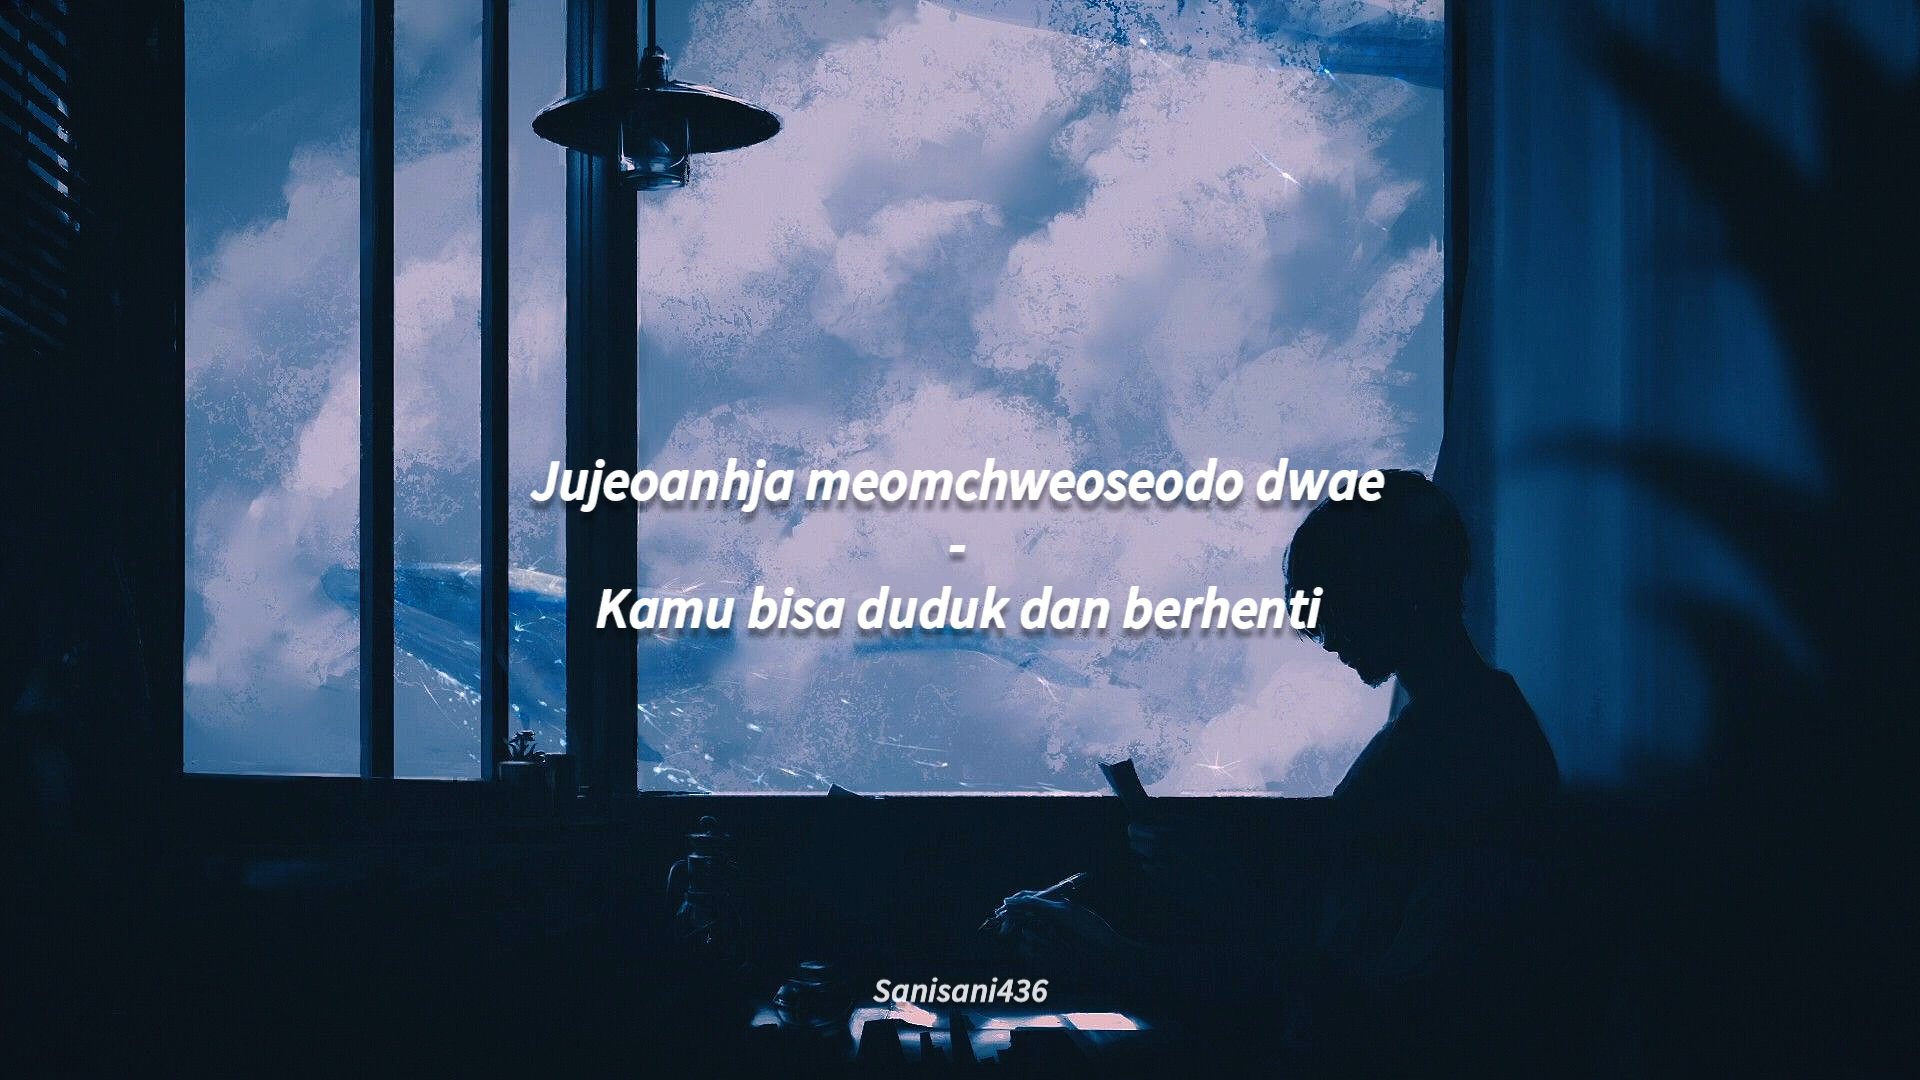 Jujeoanhja meomchweoseodo dwae
-
Kamu bisa duduk dan berhenti
Sanisani436